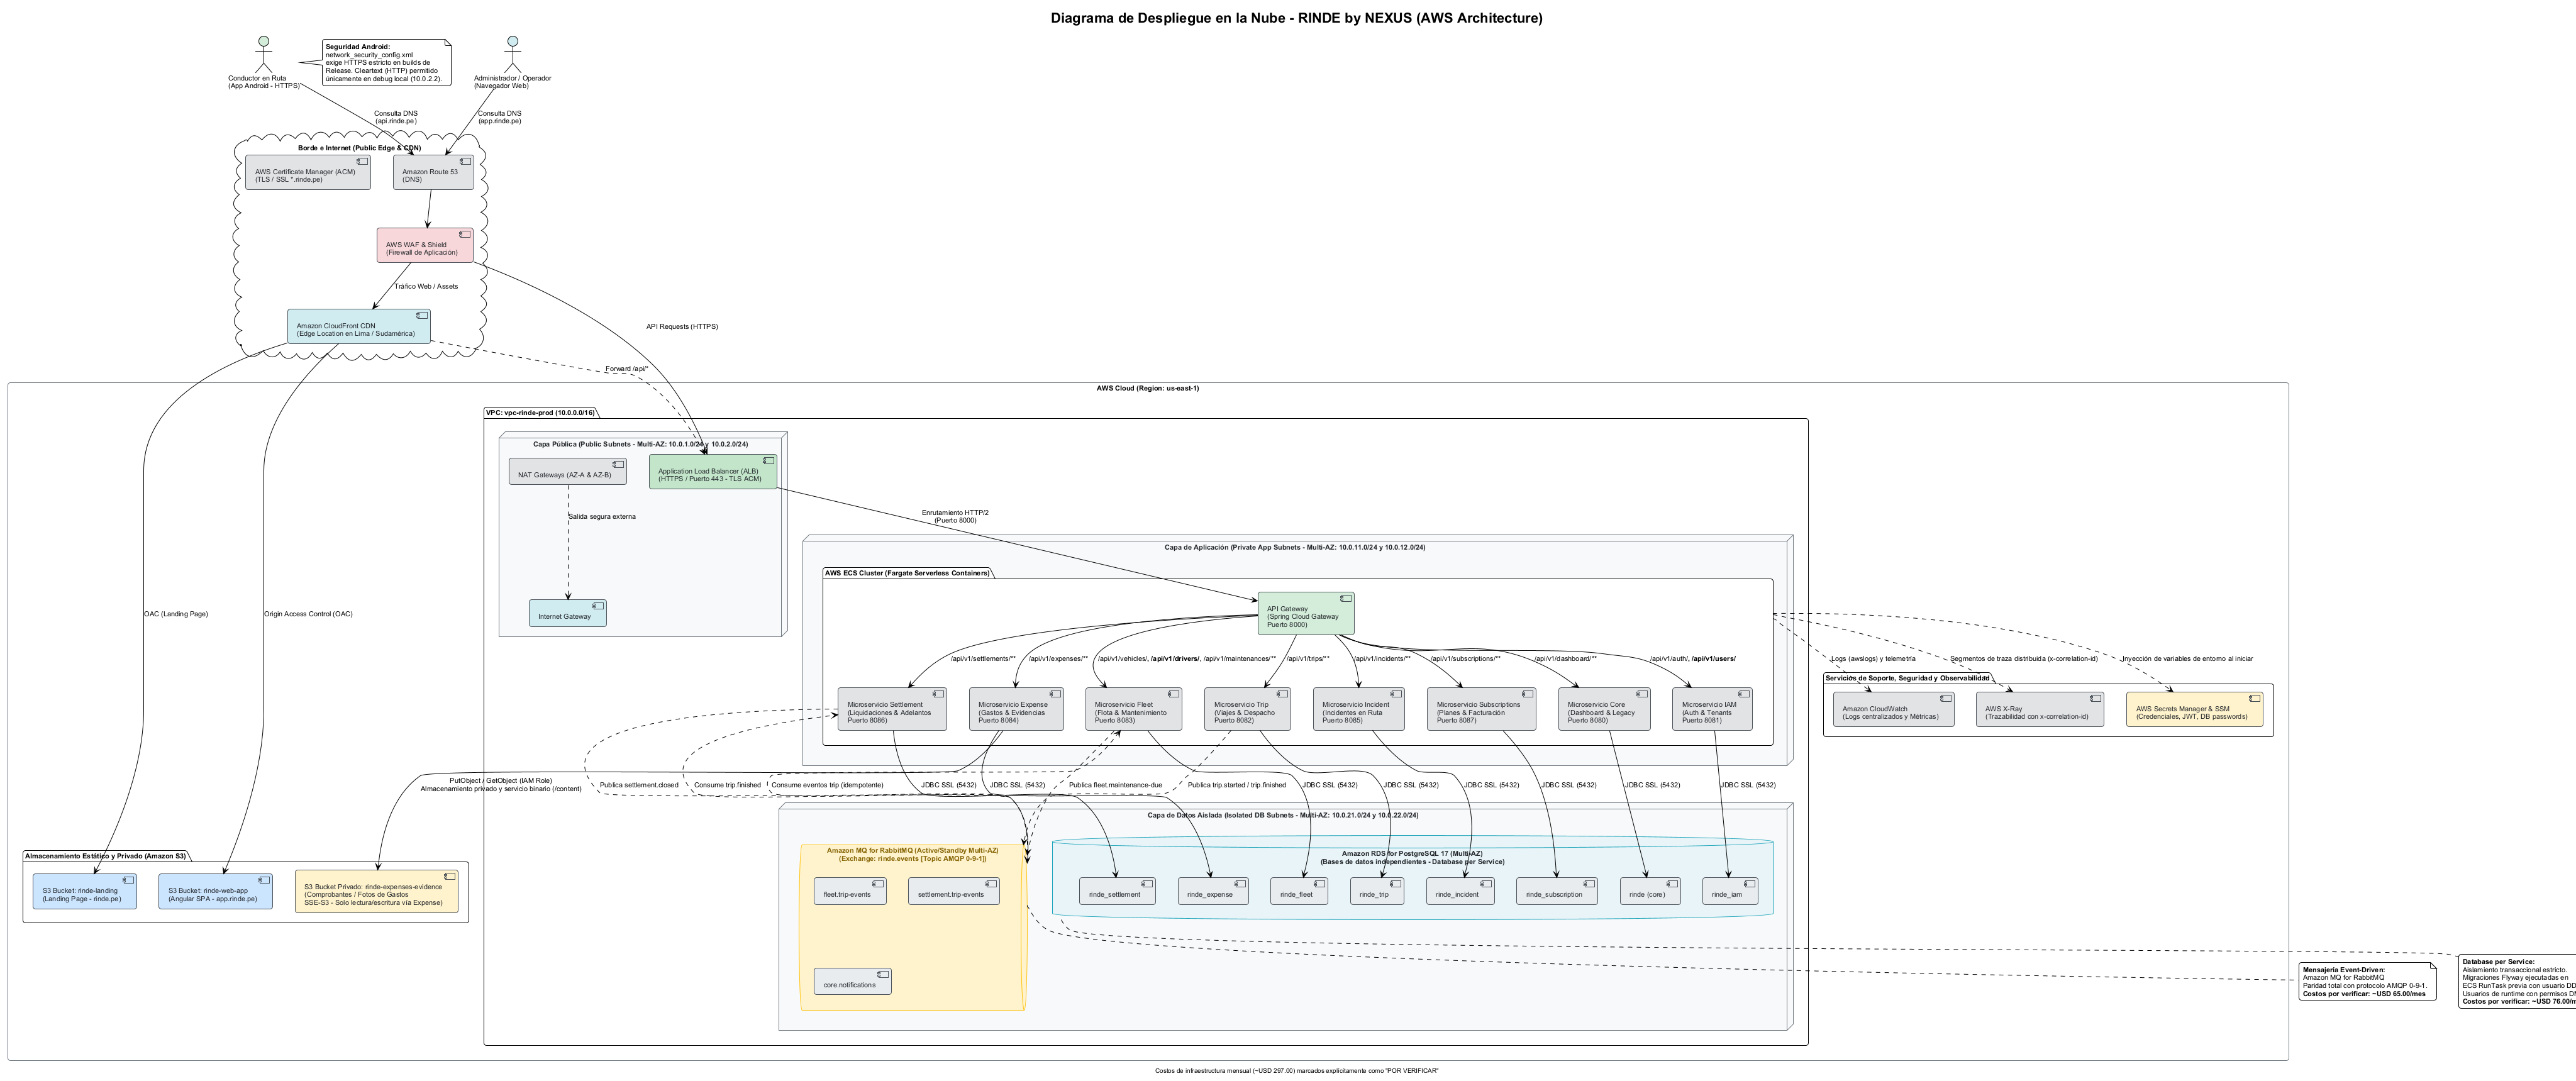 Diagrama de Despliegue en la Nube - RINDE by NEXUS (AWS Architecture)
Conductor en Ruta
(App Android - HTTPS)
Seguridad Android:
network_security_config.xml
exige HTTPS estricto en builds de
Release. Cleartext (HTTP) permitido
únicamente en debug local (10.0.2.2).
Administrador / Operador
(Navegador Web)
Consulta DNS
(api.rinde.pe)
Consulta DNS
(app.rinde.pe)
Borde e Internet (Public Edge & CDN)
AWS Certificate Manager (ACM)
(TLS / SSL *.rinde.pe)
Amazon Route 53
(DNS)
AWS WAF & Shield
(Firewall de Aplicación)
Tráfico Web / Assets
Amazon CloudFront CDN
(Edge Location en Lima / Sudamérica)
API Requests (HTTPS)
Forward /api/*
AWS Cloud (Region: us-east-1)
VPC: vpc-rinde-prod (10.0.0.0/16)
Capa Pública (Public Subnets - Multi-AZ: 10.0.1.0/24 y 10.0.2.0/24)
NAT Gateways (AZ-A & AZ-B)
Application Load Balancer (ALB)
(HTTPS / Puerto 443 - TLS ACM)
Salida segura externa
Internet Gateway
Enrutamiento HTTP/2
(Puerto 8000)
Capa de Aplicación (Private App Subnets - Multi-AZ: 10.0.11.0/24 y 10.0.12.0/24)
AWS ECS Cluster (Fargate Serverless Containers)
API Gateway
(Spring Cloud Gateway
Puerto 8000)
OAC (Landing Page)
Origin Access Control (OAC)
/api/v1/settlements/**
/api/v1/expenses/**
/api/v1/vehicles/, /api/v1/drivers/, /api/v1/maintenances/**
/api/v1/trips/**
/api/v1/incidents/**
/api/v1/subscriptions/**
/api/v1/dashboard/**
/api/v1/auth/, /api/v1/users/
Microservicio Settlement
(Liquidaciones & Adelantos
Puerto 8086)
Microservicio Expense
(Gastos & Evidencias
Puerto 8084)
Microservicio Fleet
(Flota & Mantenimiento
Puerto 8083)
Microservicio Trip
(Viajes & Despacho
Puerto 8082)
Microservicio Incident
(Incidentes en Ruta
Puerto 8085)
Microservicio Subscriptions
(Planes & Facturación
Puerto 8087)
Microservicio Core
(Dashboard & Legacy
Puerto 8080)
Microservicio IAM
(Auth & Tenants
Puerto 8081)
Logs (awslogs) y telemetría
Segmentos de traza distribuida (x-correlation-id)
Inyección de variables de entorno al iniciar
Servicios de Soporte, Seguridad y Observabilidad
Amazon CloudWatch
(Logs centralizados y Métricas)
AWS X-Ray
(Trazabilidad con x-correlation-id)
AWS Secrets Manager & SSM
(Credenciales, JWT, DB passwords)
PutObject / GetObject (IAM Role)
Almacenamiento privado y servicio binario (/content)
Publica settlement.closed
Consume trip.finished
Consume eventos trip (idempotente)
JDBC SSL (5432)
JDBC SSL (5432)
Publica fleet.maintenance-due
Publica trip.started / trip.finished
JDBC SSL (5432)
JDBC SSL (5432)
JDBC SSL (5432)
JDBC SSL (5432)
JDBC SSL (5432)
JDBC SSL (5432)
Capa de Datos Aislada (Isolated DB Subnets - Multi-AZ: 10.0.21.0/24 y 10.0.22.0/24)
Amazon MQ for RabbitMQ (Active/Standby Multi-AZ)
(Exchange: rinde.events [Topic AMQP 0-9-1])
fleet.trip-events
settlement.trip-events
core.notifications
Amazon RDS for PostgreSQL 17 (Multi-AZ)
(Bases de datos independientes - Database per Service)
rinde_settlement
rinde_expense
rinde_fleet
rinde_trip
rinde_incident
rinde_subscription
rinde (core)
rinde_iam
Almacenamiento Estático y Privado (Amazon S3)
S3 Bucket: rinde-landing
(Landing Page - rinde.pe)
S3 Bucket: rinde-web-app
(Angular SPA - app.rinde.pe)
S3 Bucket Privado: rinde-expenses-evidence
(Comprobantes / Fotos de Gastos
SSE-S3 - Solo lectura/escritura vía Expense)
Mensajería Event-Driven:
Amazon MQ for RabbitMQ
Paridad total con protocolo AMQP 0-9-1.
Costos por verificar: ~USD 65.00/mes
Database per Service:
Aislamiento transaccional estricto.
Migraciones Flyway ejecutadas en
ECS RunTask previa con usuario
Usuarios de runtime con permisos
Costos por verificar: ~USD 76.00/
Costos de infraestructura mensual (~USD 297.00) marcados explícitamente como "POR VERIFICAR"